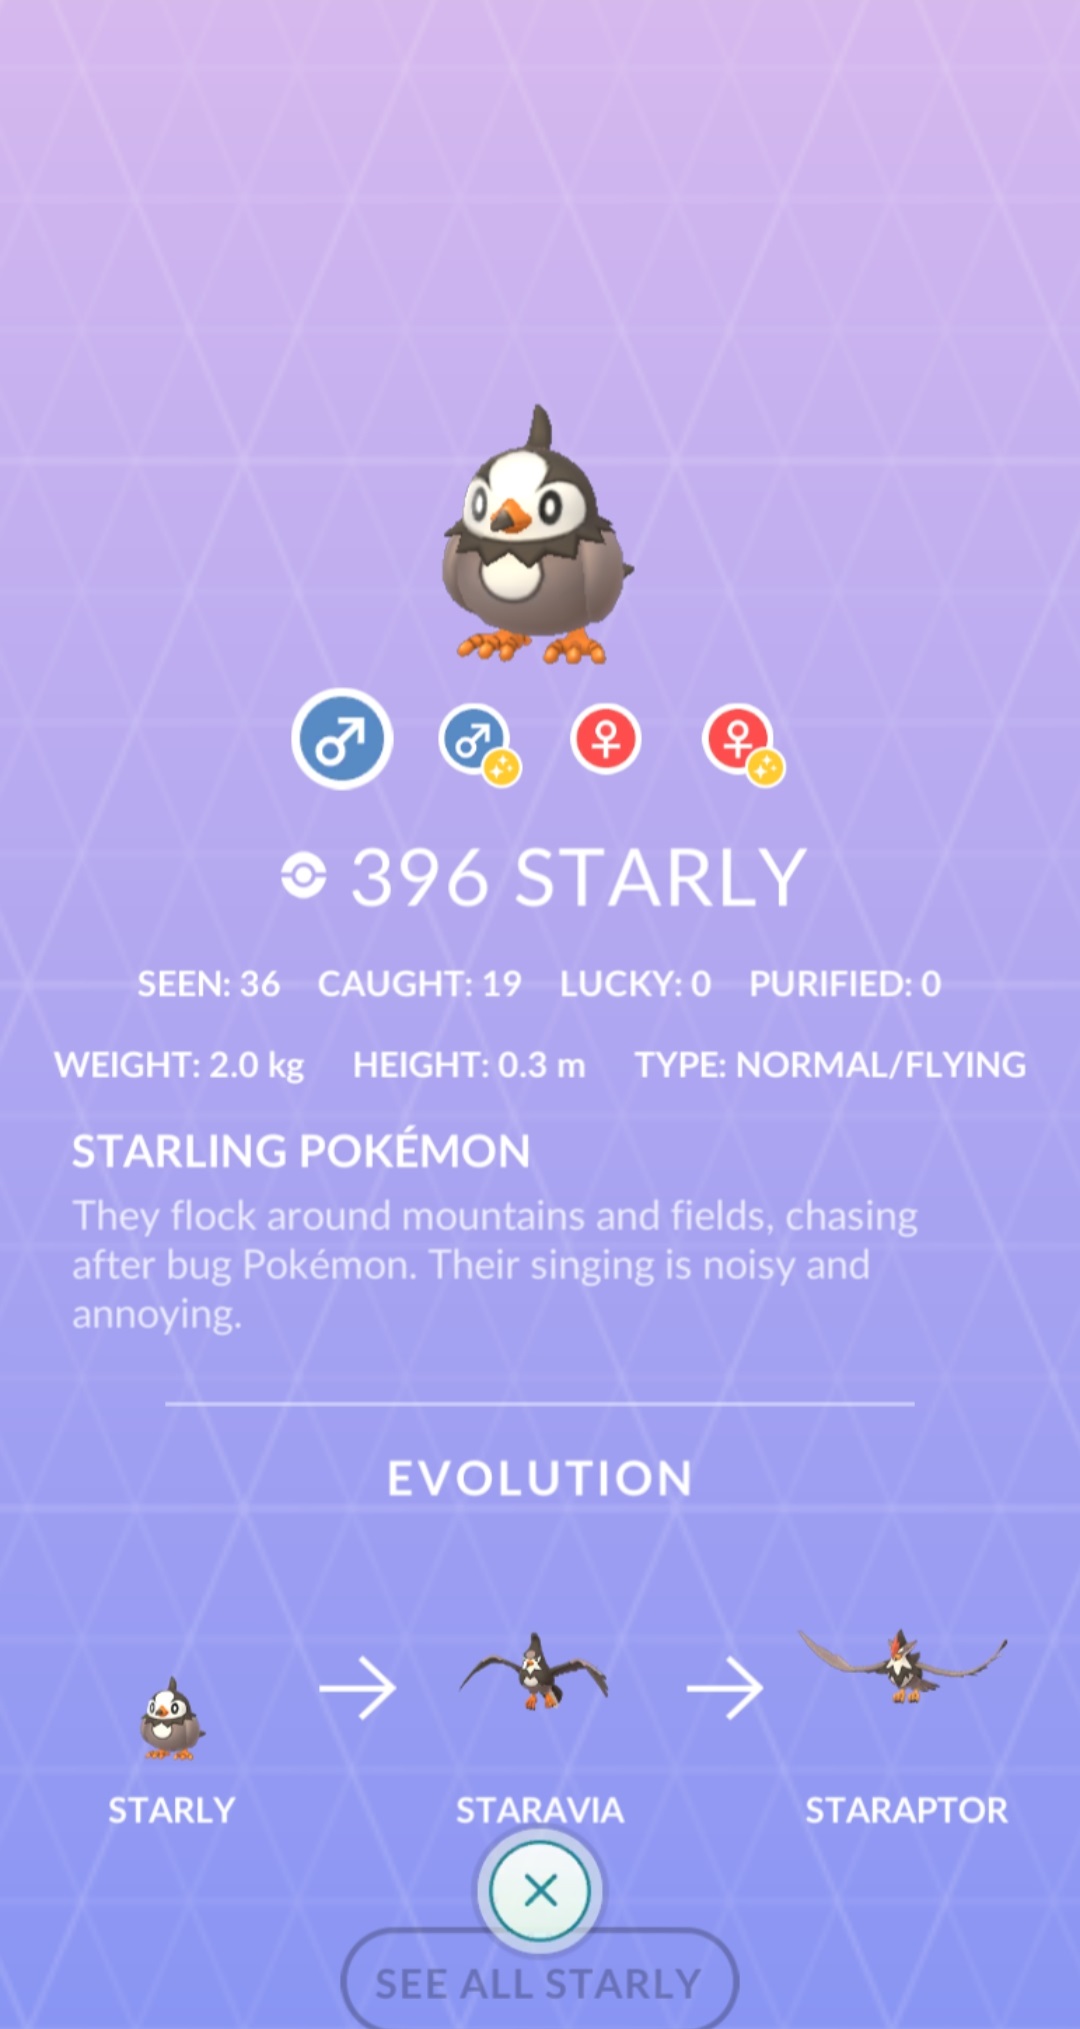 396 STARLY
SEEN: 36 CAUGHT: 19 LUCKY: 0 PURIFIED: 0
WEIGHT: 2.0 kg HEIGHT: 0.3 m TYPE: NORMAL/FLYING
STARLING POKÉMON
They flock around mountains and fields, chasing
after bug Pokémon. Their singing is noisy and
annoying.
EVOLUTION
STARLY STARAVIA STARAPTOR
SEE ALL STARLY